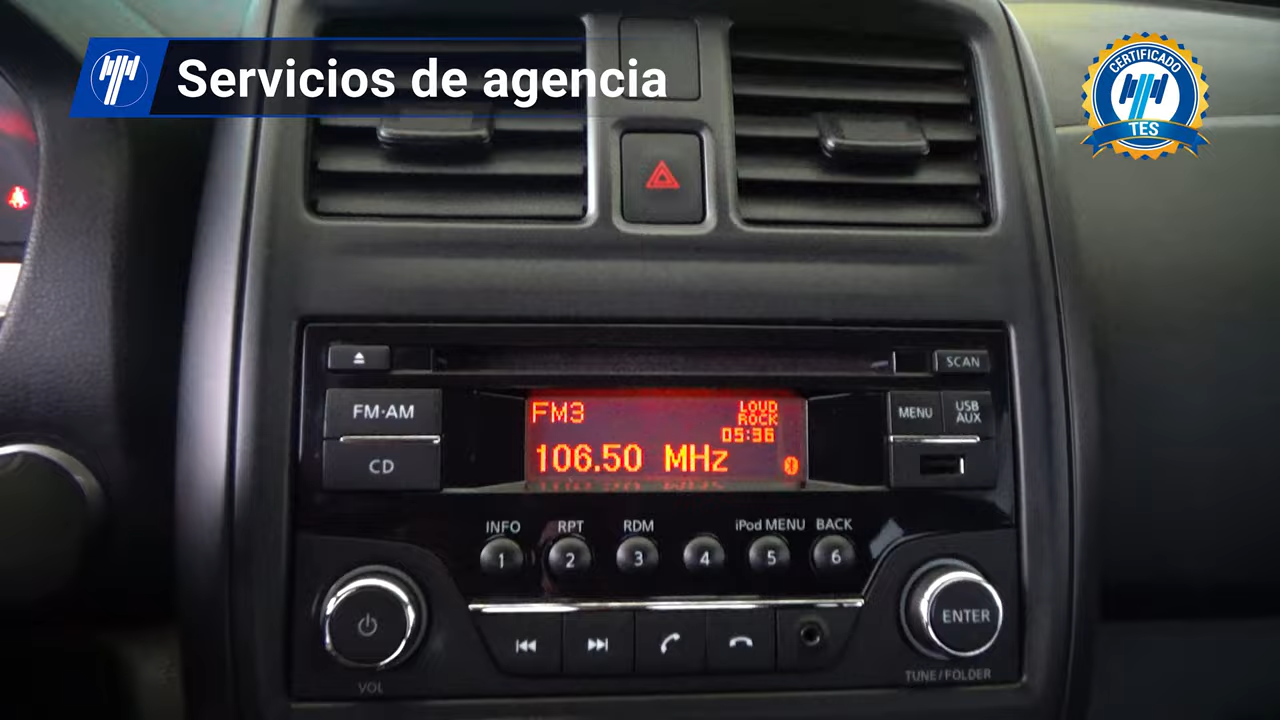 Servicios de agencia
CERTIFICADO
TES
SCAN
FM·AM
CD
FM3
LOUD
ROCK
05:36
106.50 MHz
MENU
USB
AUX
INFO
RPT
RDM
iPod MENU
BACK
1
2
3
4
5
6
ENTER
VOL
TUNE/FOLDER